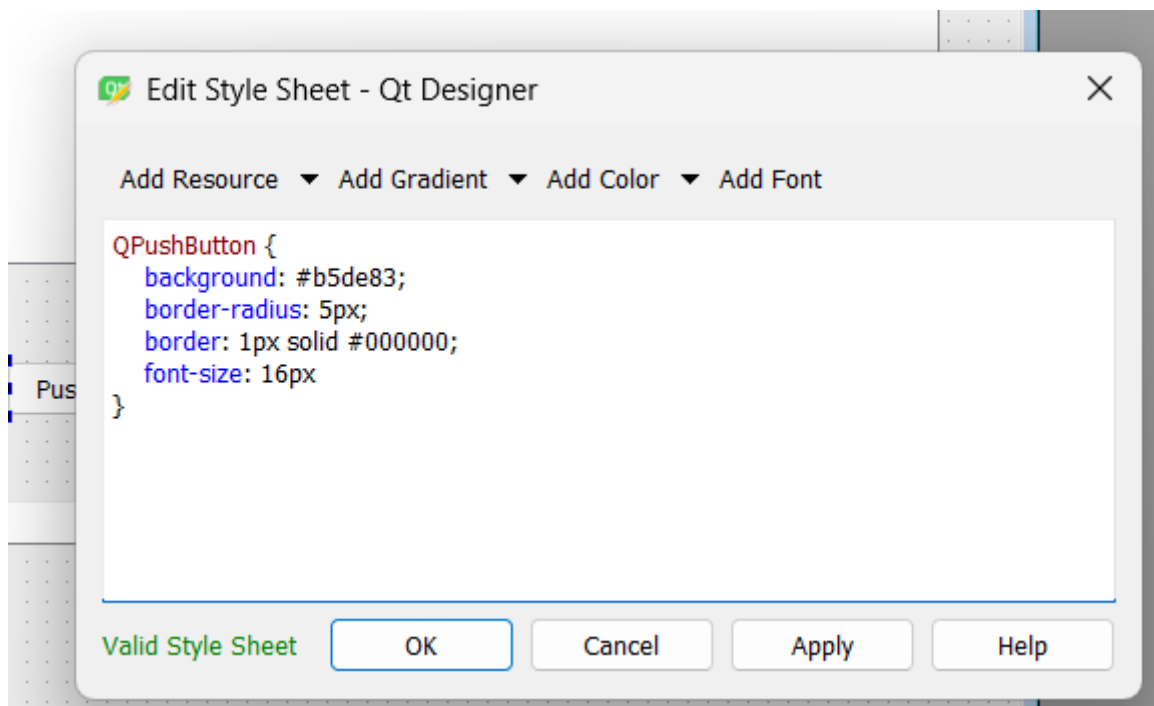 Edit Style Sheet - Qt Designer
Add Resource Add Gradient Add Color Add Font
QPushButton {
background: #b5de83;
border-radius: 5px;
border: 1px solid #000000;
font-size: 16px
}
Pus
Valid Style Sheet OK Cancel Apply Help